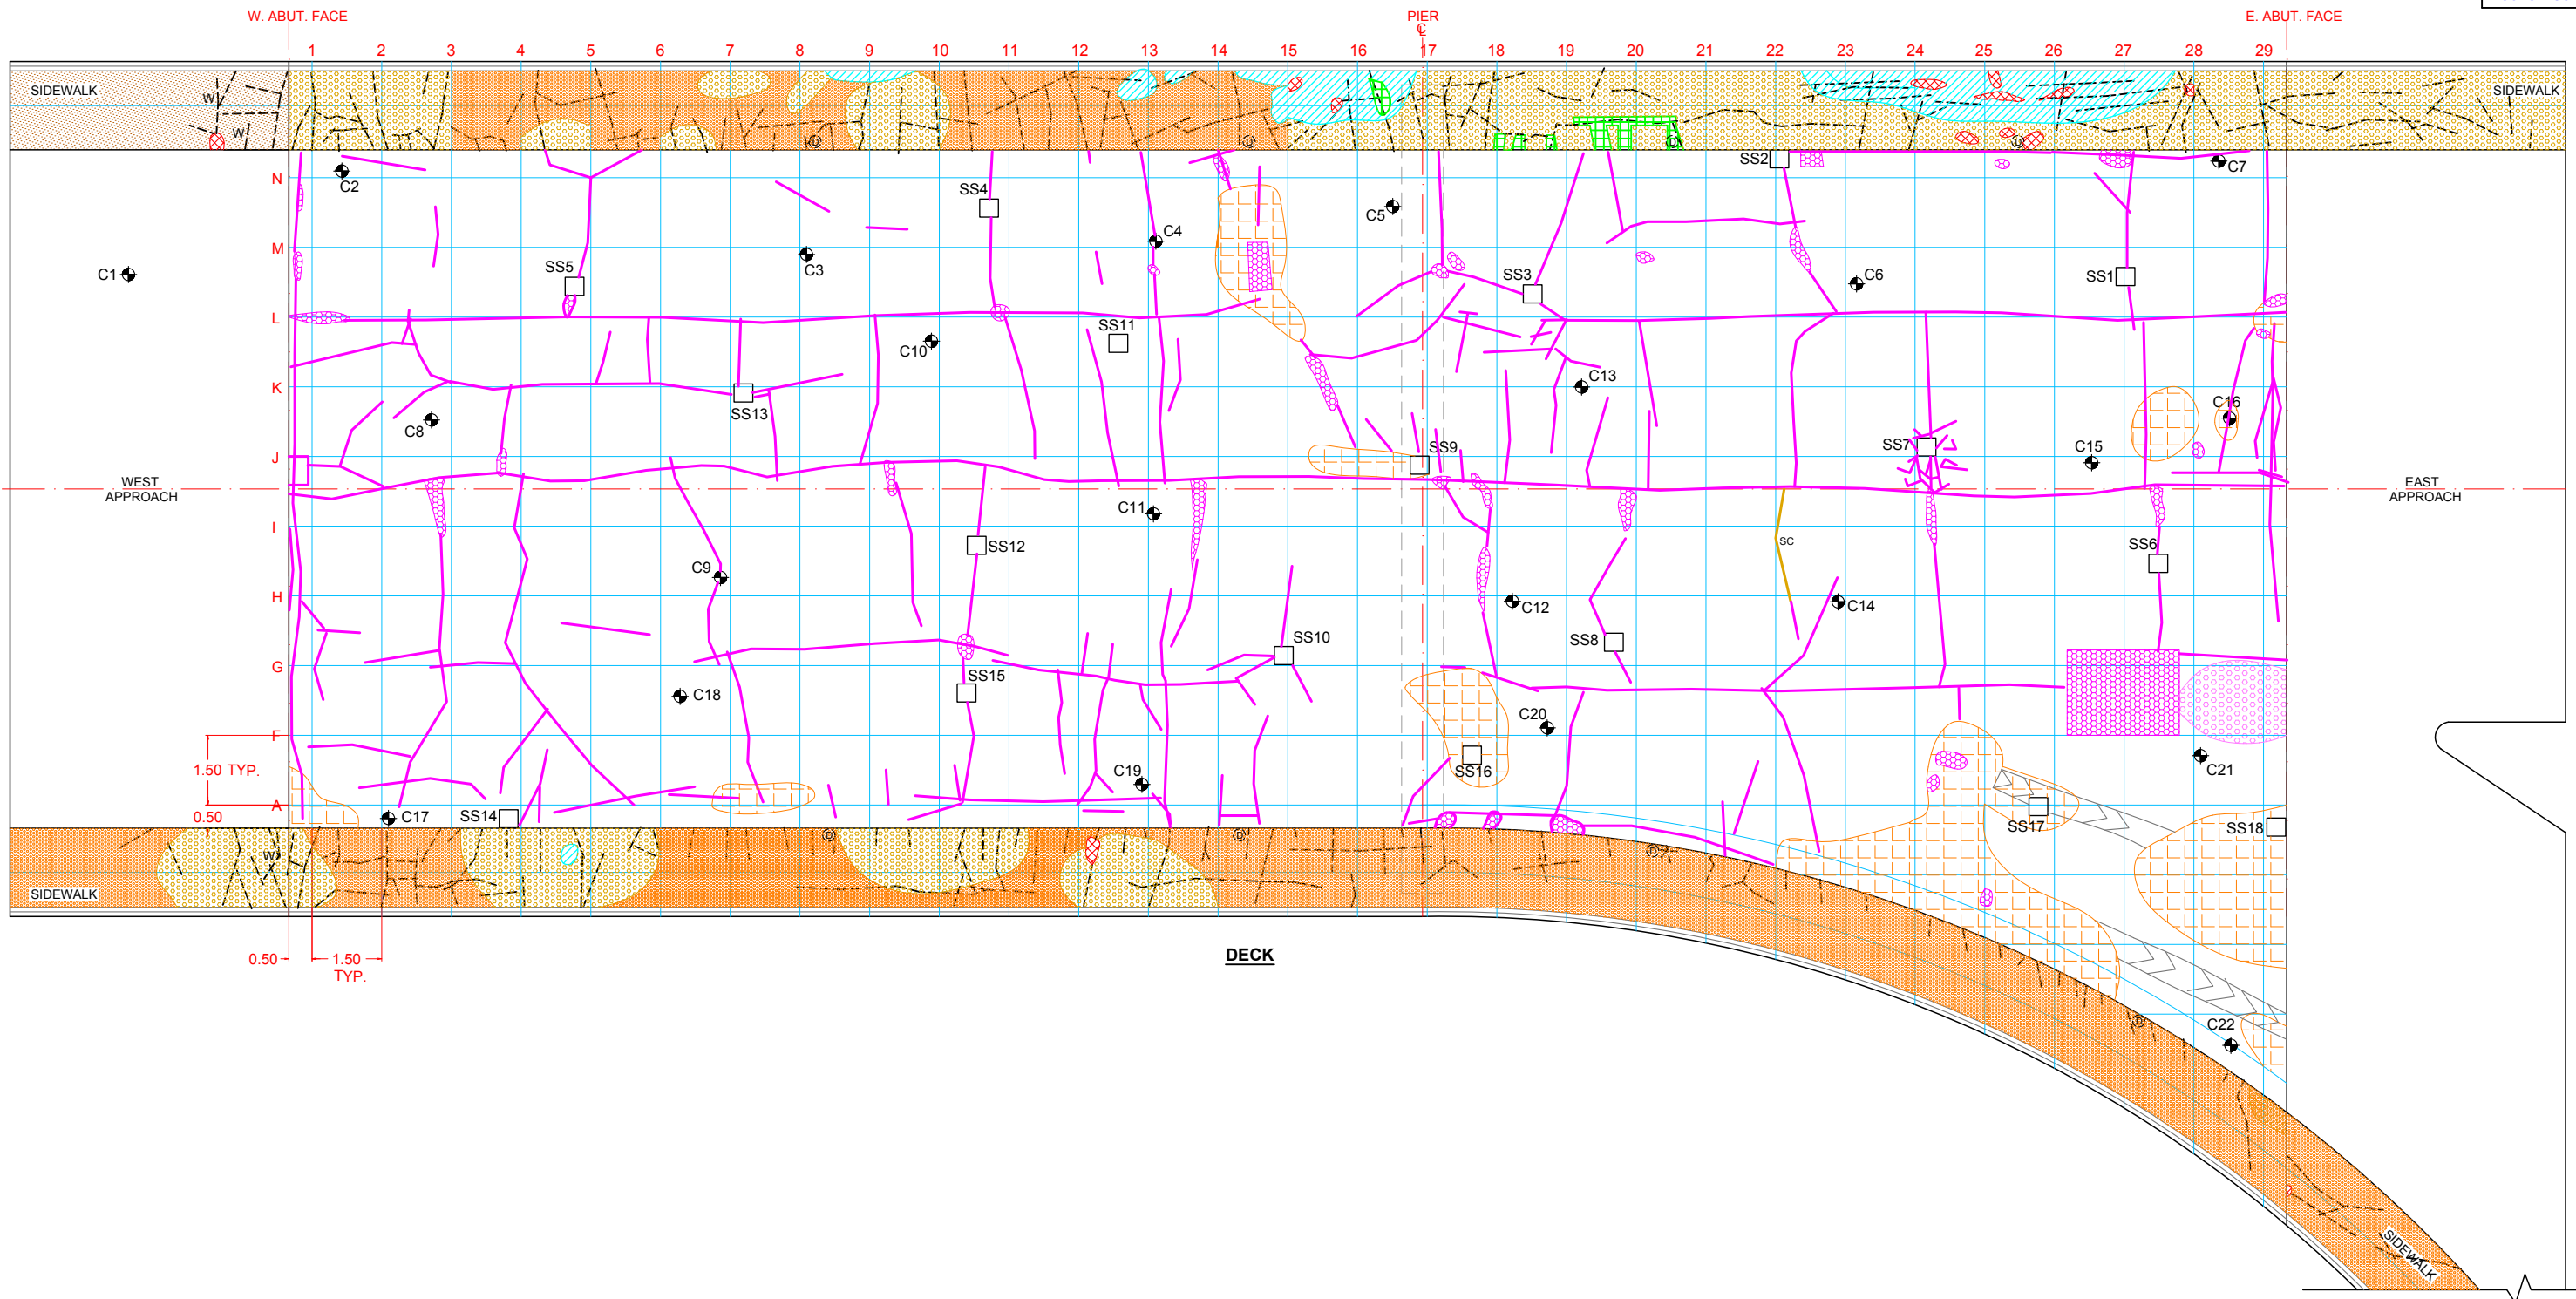 W. ABUT. FACE
PIER
℄
E. ABUT. FACE
1 2 3 4 5 6 7 8 9 10 11 12 13 14 15 16 17 18 19 20 21 22 23 24 25 26 27 28 29
SIDEWALK
W
W
SIDEWALK
D
D
D
D
N
C2
SS2
C7
SS4
C5
M
C4
C1
SS5
C3
SS3
C6
SS1
L
SS11
C10
K
C13
SS13
C16
C8
SS9
SS7
J
C15
WEST
APPROACH
EAST
APPROACH
C11
I
SC
SS12
SS6
C9
H
C12
C14
SS10
SS8
G
SS15
C18
C20
F
1.50 TYP.
SS16
C21
C19
A
0.50
C17
SS14
SS17
SS18
D
D
D
W
SIDEWALK
0.50
1.50
TYP.
DECK
D
C22
SIDEWALK